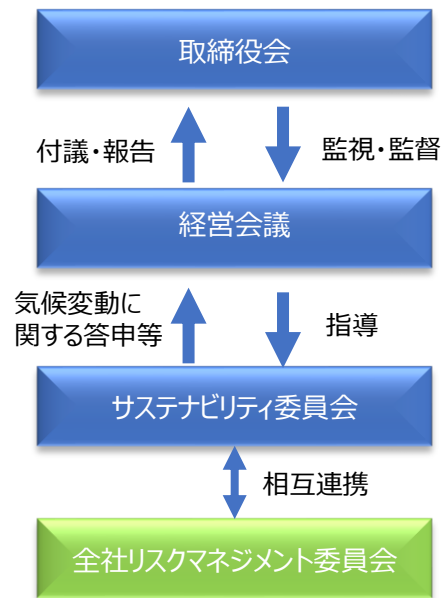 取締役会
付議・報告
監視・監督
経営会議
気候変動に
関する答申等
指導
サステナビリティ委員会
相互連携
全社リスクマネジメント委員会